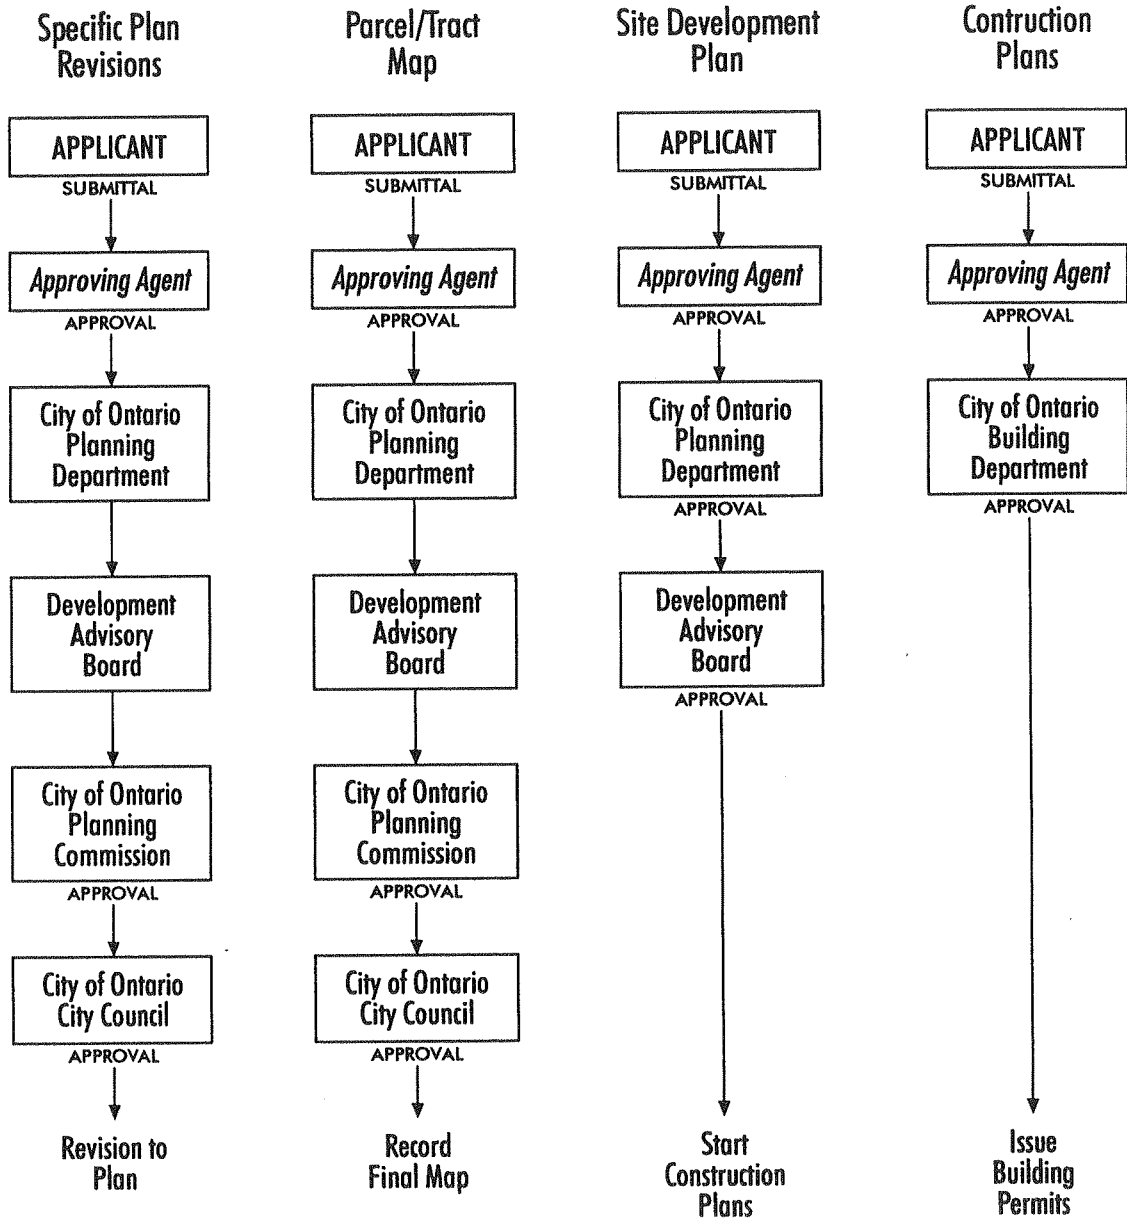 Specific Plan
Revisions
APPLICANT
SUBMITTAL
Approving Agent
APPROVAL
City of Ontario
Planning
Department
Development
Advisory
Board
City of Ontario
Planning
Commission
APPROVAL
City of Ontario
City Council
APPROVAL
Revision to
Plan
Parcel/Tract
Map
APPLICANT
SUBMITTAL
Approving Agent
APPROVAL
City of Ontario
Planning
Department
Development
Advisory
Board
City of Ontario
Planning
Commission
APPROVAL
City of Ontario
City Council
APPROVAL
Record
Final Map
Site Development
Plan
APPLICANT
SUBMITTAL
Approving Agent
APPROVAL
City of Ontario
Planning
Department
APPROVAL
Development
Advisory
Board
APPROVAL
Start
Construction
Plans
Contruction
Plans
APPLICANT
SUBMITTAL
Approving Agent
APPROVAL
City of Ontario
Building
Department
APPROVAL
Issue
Building
Permits